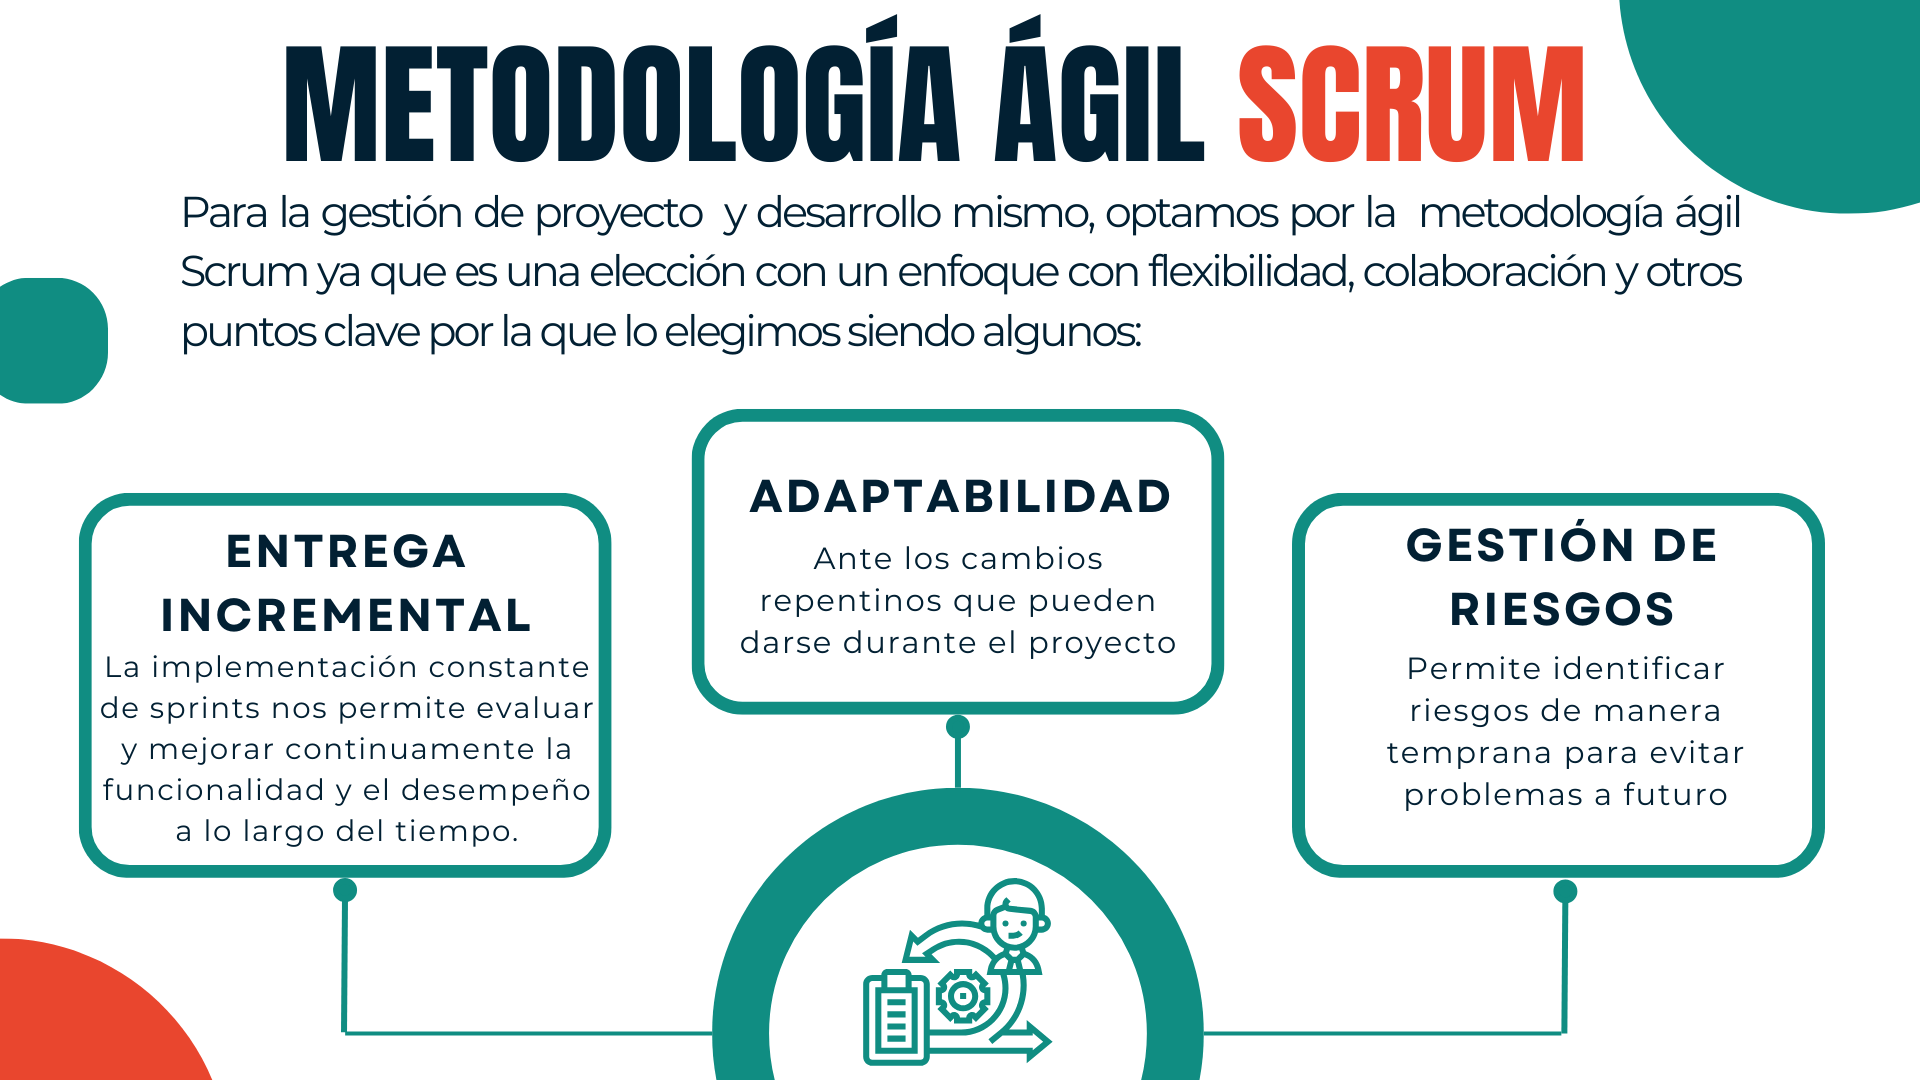 METODOLOGÍA ÁGIL SCRUM
Para la gestión de proyecto y desarrollo mismo, optamos por la metodología ágil
Scrum ya que es una elección con un enfoque con flexibilidad, colaboración y otros
puntos clave por la que lo elegimos siendo algunos:
ENTREGA
INCREMENTAL
La implementación constante
de sprints nos permite evaluar
y mejorar continuamente la
funcionalidad y el desempeño
a lo largo del tiempo.
ADAPTABILIDAD
Ante los cambios
repentinos que pueden
darse durante el proyecto
GESTIÓN DE
RIESGOS
Permite identificar
riesgos de manera
temprana para evitar
problemas a futuro